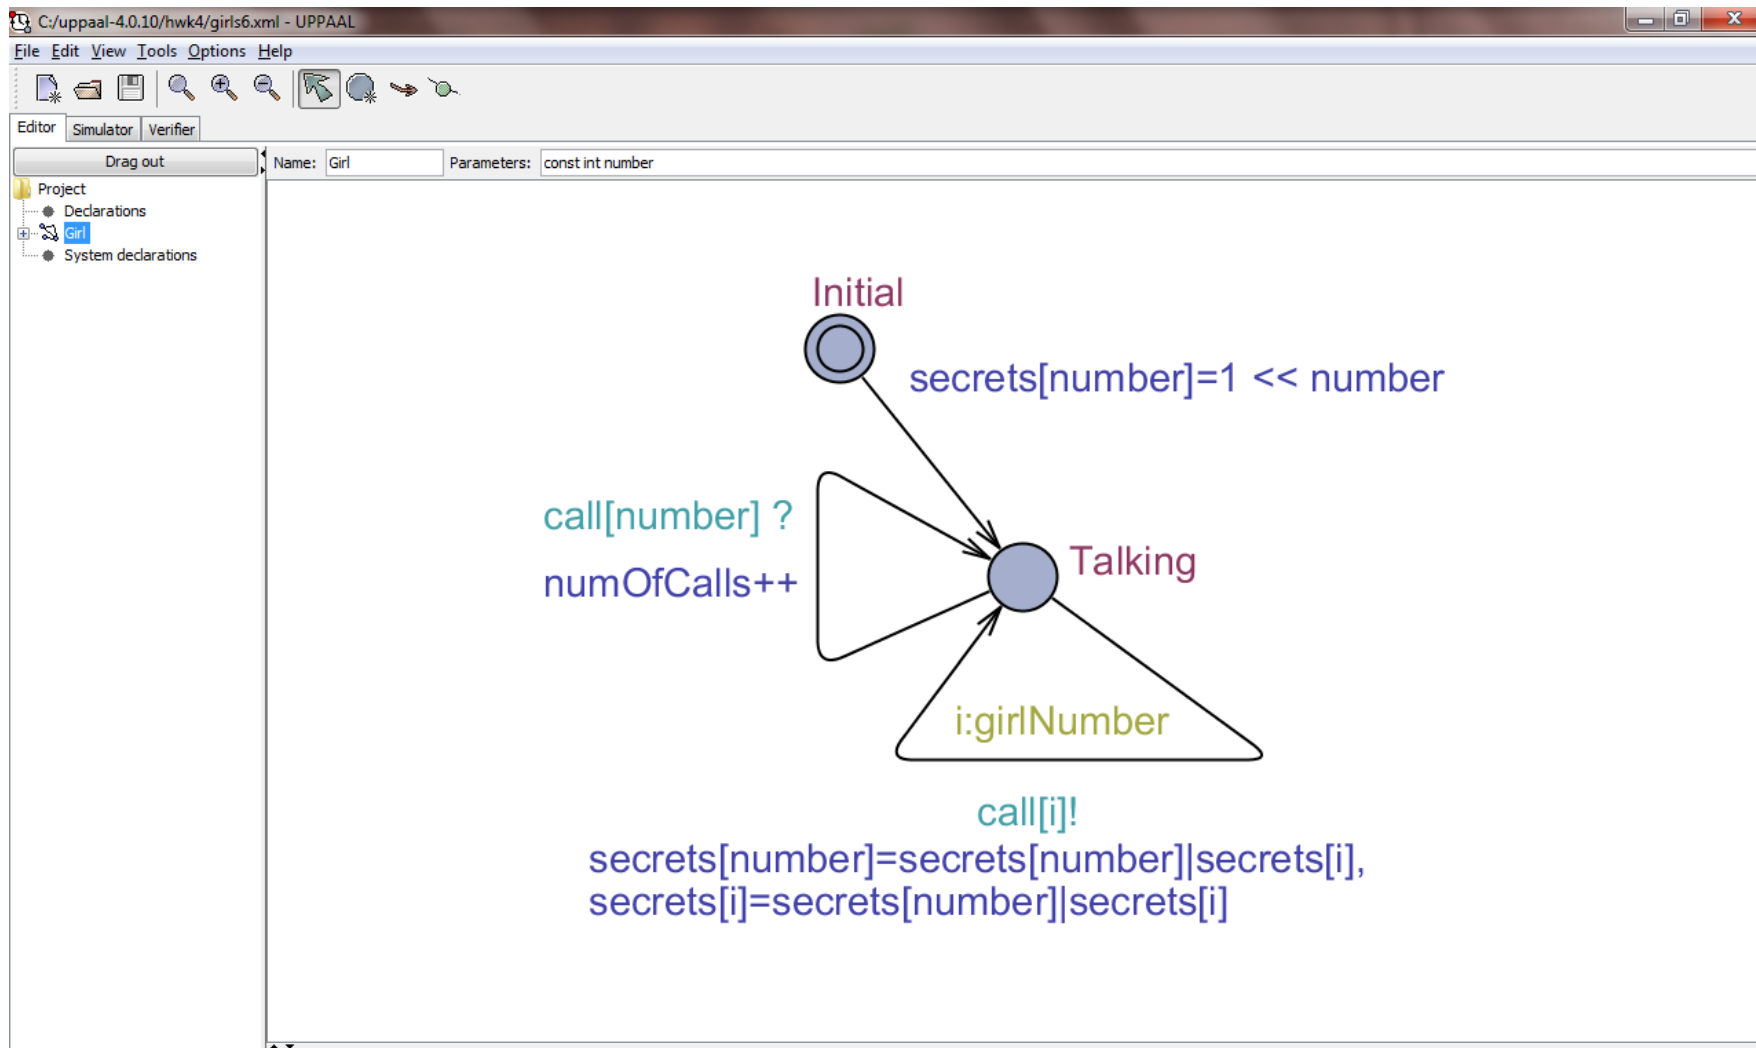 C:/uppaal-4.0.10/hwk4/girls6.xml - UPPAAL
File Edit View Tools Options Help
Editor Simulator Verifier
Drag out
Name: Girl Parameters: const int number
Project
Declarations
Girl
System declarations
Initial
secrets[number]=1 << number
call[number] ?
numOfCalls++
Talking
i:girlNumber
call[i]!
secrets[number]=secrets[number]|secrets[i],
secrets[i]=secrets[number]|secrets[i]